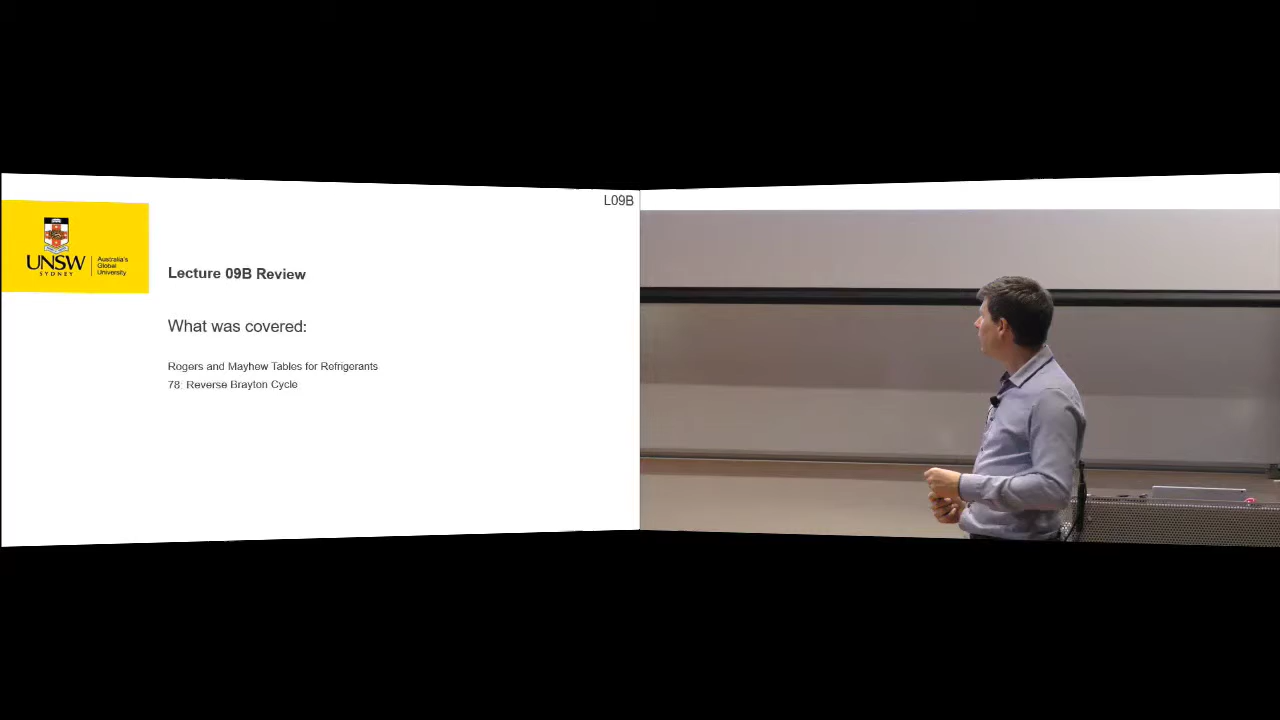 L09B
UNSW
SYDNEY
Australia's
Global
University
Lecture 09B Review
What was covered:
Rogers and Mayhew Tables for Refrigerants
78: Reverse Brayton Cycle